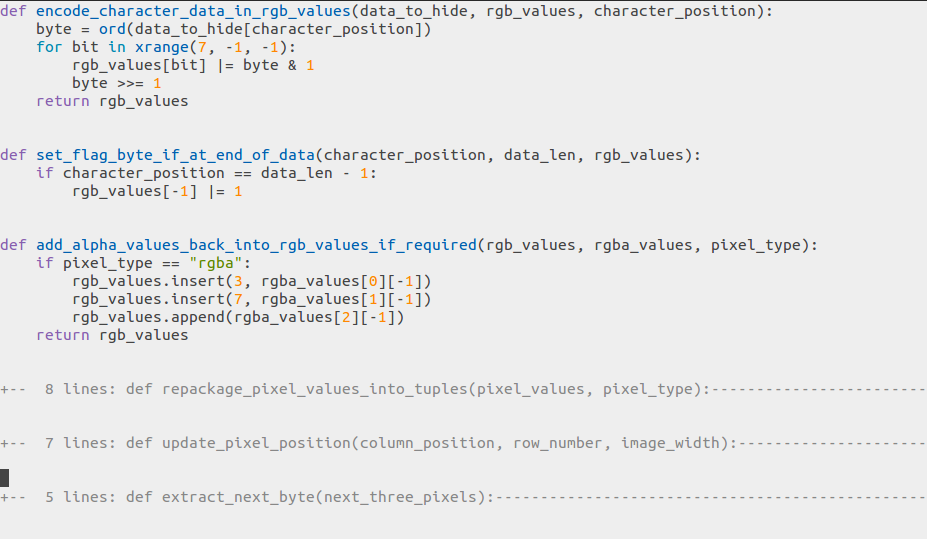 def encode_character_data_in_rgb_values(data_to_hide, rgb_values, character_position):
    byte = ord(data_to_hide[character_position])
    for bit in xrange(7, -1, -1):
        rgb_values[bit] |= byte & 1
        byte >>= 1
    return rgb_values
def set_flag_byte_if_at_end_of_data(character_position, data_len, rgb_values):
    if character_position == data_len - 1:
        rgb_values[-1] |= 1
def add_alpha_values_back_into_rgb_values_if_required(rgb_values, rgba_values, pixel_type):
    if pixel_type == "rgba":
        rgb_values.insert(3, rgba_values[0][-1])
        rgb_values.insert(7, rgba_values[1][-1])
        rgb_values.append(rgba_values[2][-1])
    return rgb_values
+--  8 lines: def repackage_pixel_values_into_tuples(pixel_values, pixel_type):------------------------
+--  7 lines: def update_pixel_position(column_position, row_number, image_width):---------------------
+--  5 lines: def extract_next_byte(next_three_pixels):------------------------------------------------